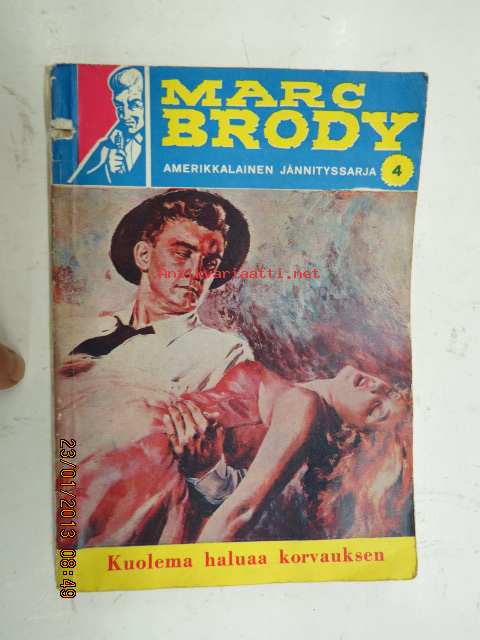 MARC
BRODY
AMERIKKALAINEN JÄNNITYSSARJA 4
Antikvariaatti.net
Kuolema haluaa korvauksen
23/01/2013 08:49